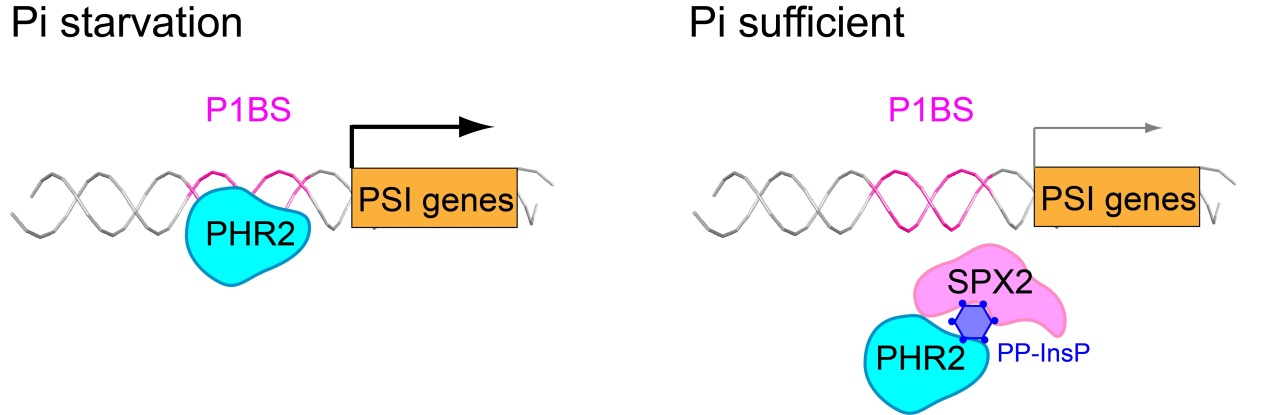 Pi starvation
P1BS
PSI genes
PHR2
Pi sufficient
P1BS
PSI genes
SPX2
PHR2
PP-InsP